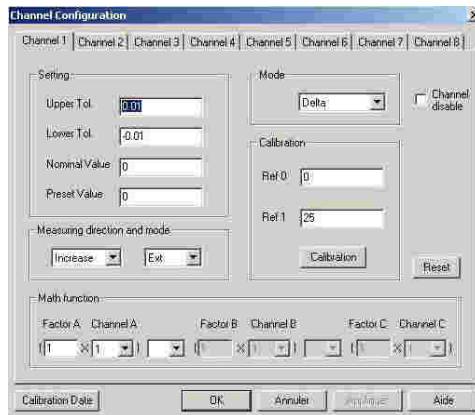 Channel Configuration
Channel 1 Channel 2 Channel 3 Channel 4 Channel 5 Channel 6 Channel 7 Channel 8
Setting
Upper Tol. 0.01
Lower Tol. -0.01
Nominal Value 0
Preset Value 0
Mode
Delta
Channel disable
Calibration
Ref 0 0
Ref 1 25
Calibration
Measuring direction and mode
Increase Ext
Reset
Math function
Factor A Channel A Factor B Channel B Factor C Channel C
( 1 X 1 ) ( X ) ( X )
Calibration Date OK Annuler Appliquer Aide